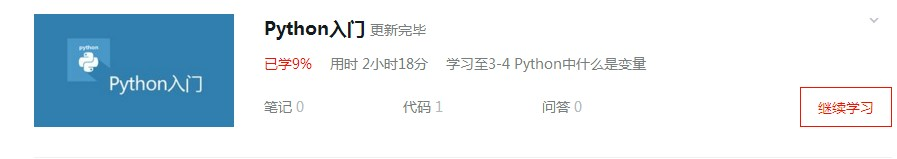 python
Python入门
Python入门 更新完毕
已学9% 用时 2小时18分 学习至3-4 Python中什么是变量
笔记 0 代码 1 问答 0
继续学习